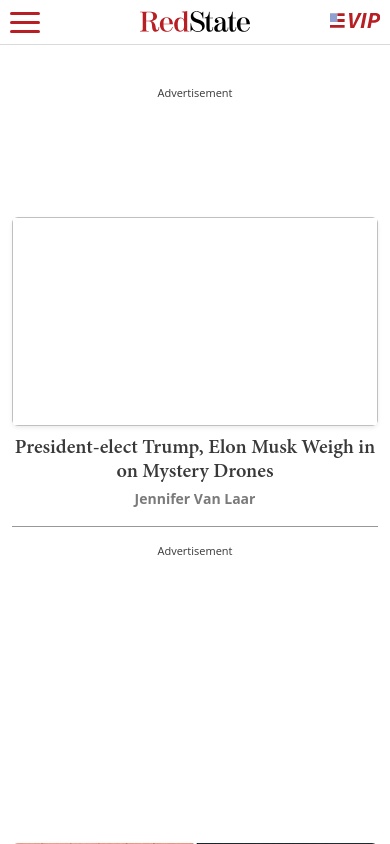 RedState
VIP
Advertisement
President-elect Trump, Elon Musk Weigh in
on Mystery Drones
Jennifer Van Laar
Advertisement